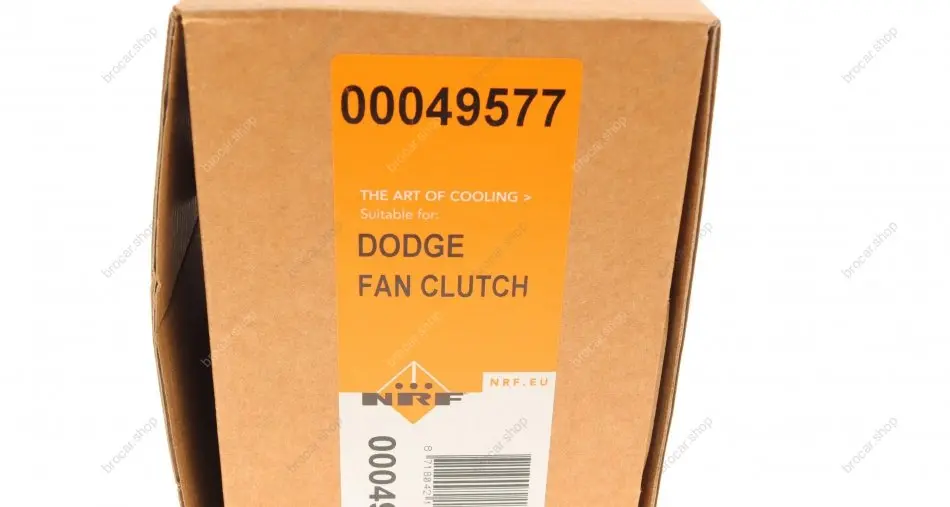 00049577
THE ART OF COOLING >
Suitable for:
DODGE
FAN CLUTCH
NRF.EU
NRF
brocar.shop